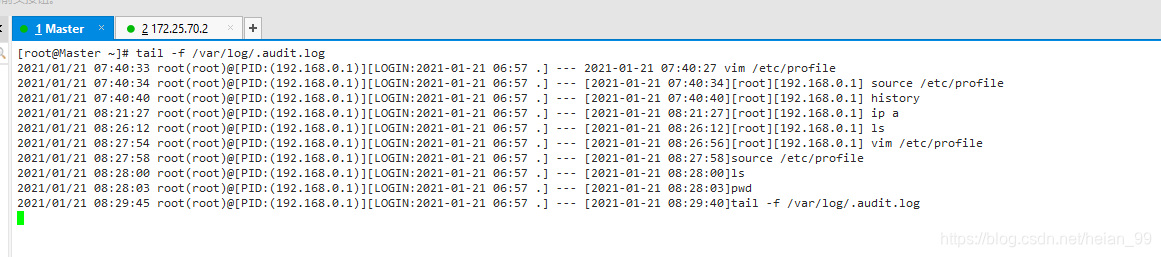 1 Master × 2 172.25.70.2 × +
[root@Master ~]# tail -f /var/log/.audit.log
2021/01/21 07:40:33 root(root)@[PID:(192.168.0.1)][LOGIN:2021-01-21 06:57 .] --- 2021-01-21 07:40:27 vim /etc/profile
2021/01/21 07:40:34 root(root)@[PID:(192.168.0.1)][LOGIN:2021-01-21 06:57 .] --- [2021-01-21 07:40:34][root][192.168.0.1] source /etc/profile
2021/01/21 07:40:40 root(root)@[PID:(192.168.0.1)][LOGIN:2021-01-21 06:57 .] --- [2021-01-21 07:40:40][root][192.168.0.1] history
2021/01/21 08:21:27 root(root)@[PID:(192.168.0.1)][LOGIN:2021-01-21 06:57 .] --- [2021-01-21 08:21:27][root][192.168.0.1] ip a
2021/01/21 08:26:12 root(root)@[PID:(192.168.0.1)][LOGIN:2021-01-21 06:57 .] --- [2021-01-21 08:26:12][root][192.168.0.1] ls
2021/01/21 08:27:54 root(root)@[PID:(192.168.0.1)][LOGIN:2021-01-21 06:57 .] --- [2021-01-21 08:26:56][root][192.168.0.1] vim /etc/profile
2021/01/21 08:27:58 root(root)@[PID:(192.168.0.1)][LOGIN:2021-01-21 06:57 .] --- [2021-01-21 08:27:58]source /etc/profile
2021/01/21 08:28:00 root(root)@[PID:(192.168.0.1)][LOGIN:2021-01-21 06:57 .] --- [2021-01-21 08:28:00]ls
2021/01/21 08:28:03 root(root)@[PID:(192.168.0.1)][LOGIN:2021-01-21 06:57 .] --- [2021-01-21 08:28:03]pwd
2021/01/21 08:29:45 root(root)@[PID:(192.168.0.1)][LOGIN:2021-01-21 06:57 .] --- [2021-01-21 08:29:40]tail -f /var/log/.audit.log
https://blog.csdn.net/heian_99